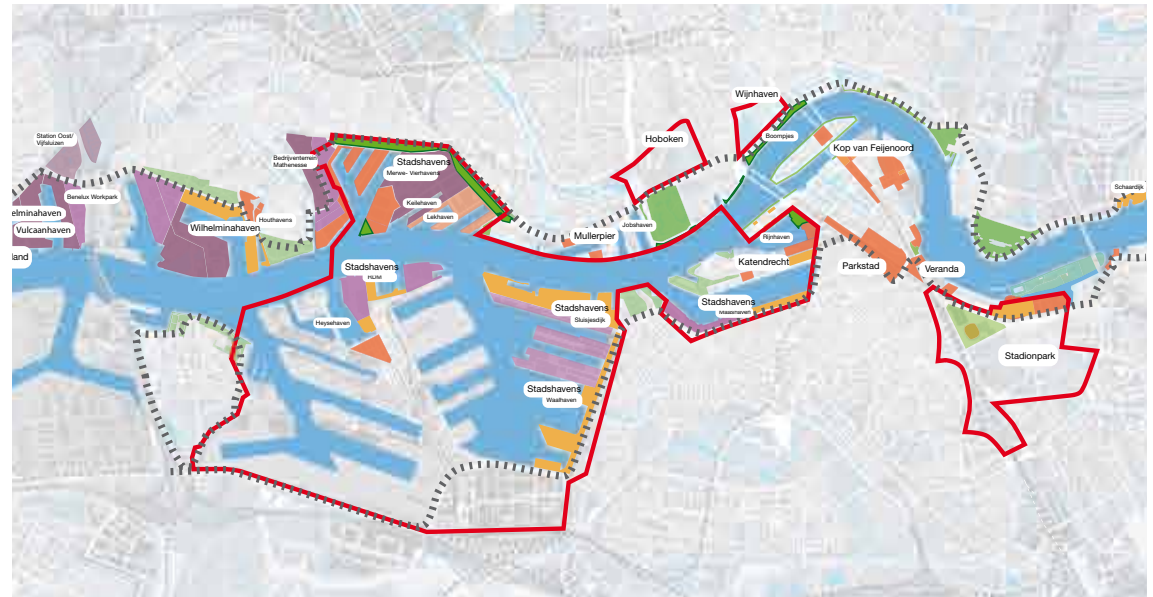 Station Oost/
Vijfsluizen
Benelux Workpark
elminahaven
Vulcaanhaven
land
Wilhelminahaven
Houthavens
Bedrijventerrein
Mathenesse
Stadshavens
Merwe- Vierhavens
Keilehaven
Lekhaven
Stadshavens
RDM
Heysehaven
Stadshavens
Sluisjesdijk
Stadshavens
Waalhaven
Mullerpier
Jobshaven
Hoboken
Wijnhaven
Boompjes
Kop van Feijenoord
Rijnhaven
Katendrecht
Stadshavens
Maashaven
Parkstad
Veranda
Stadionpark
Schaardijk